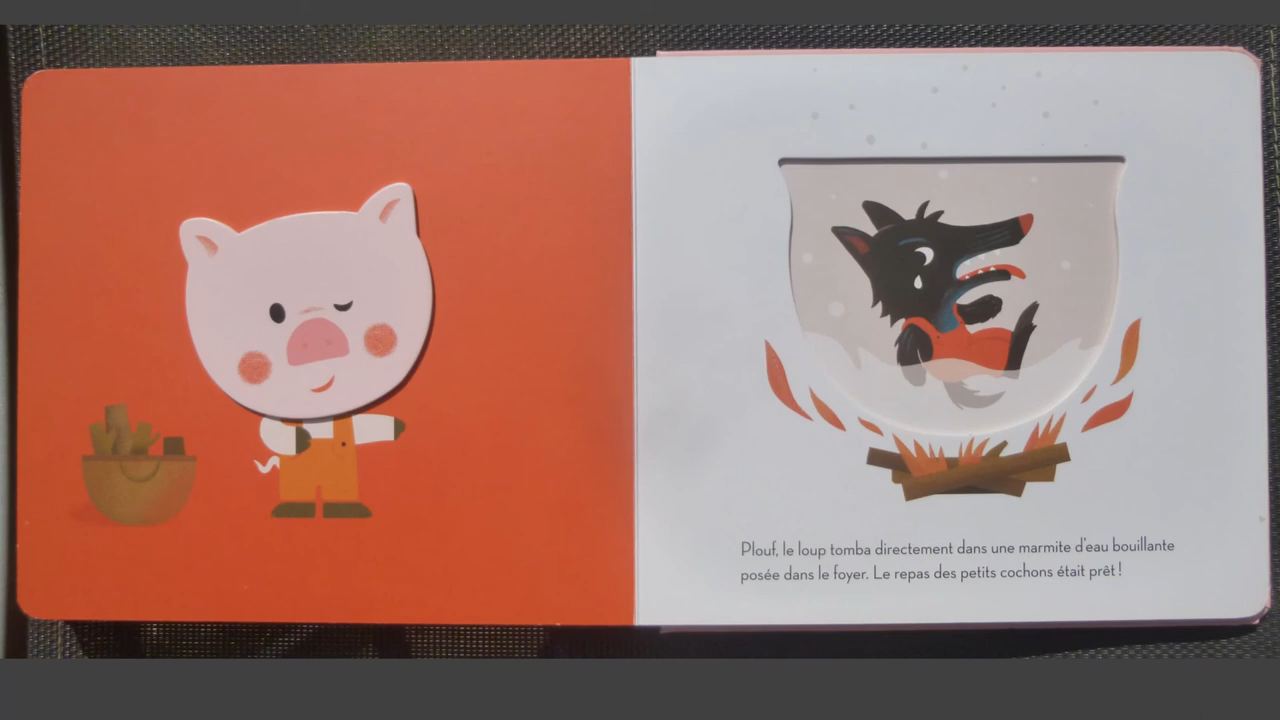 Plouf, le loup tomba directement dans une marmite d'eau bouillante
posée dans le foyer. Le repas des petits cochons était prêt !